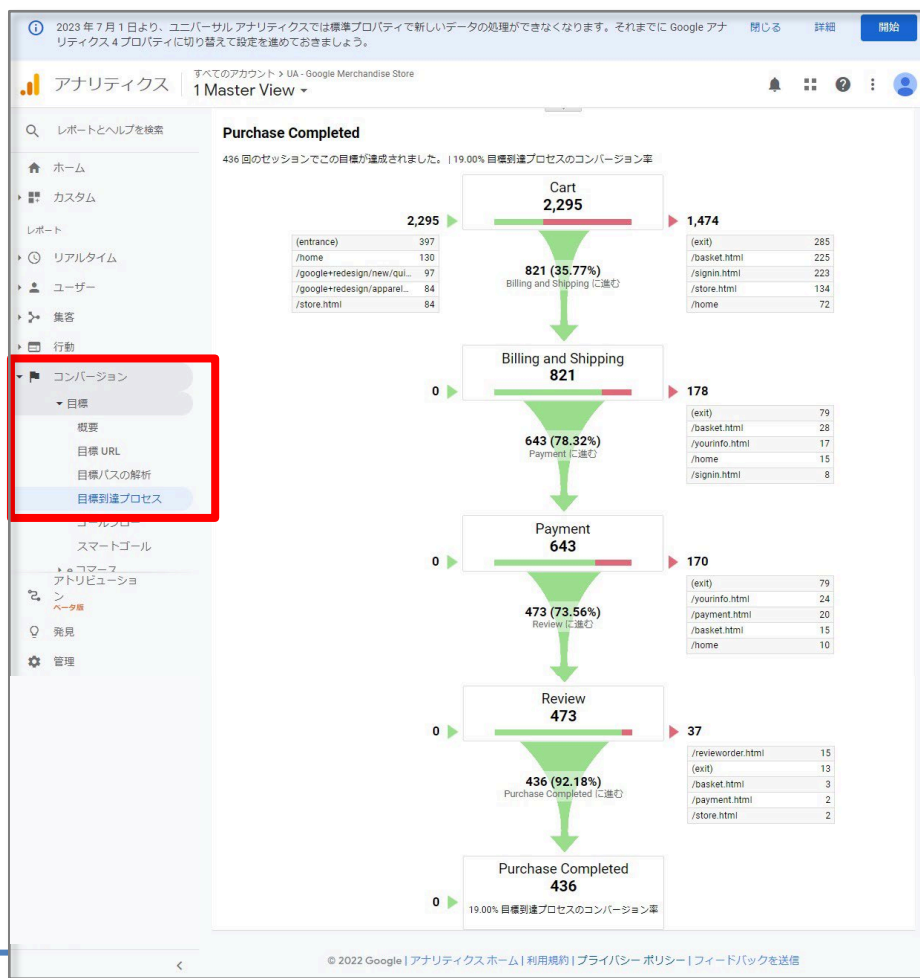 2023 年 7 月 1 日より、ユニバーサル アナリティクスでは標準プロパティで新しいデータの処理ができなくなります。それまでに Google アナ
リティクス 4 プロパティに切り替えて設定を進めておきましょう。
閉じる
詳細
開始
アナリティクス
すべてのアカウント > UA - Google Merchandise Store
1 Master View
レポートとヘルプを検索
ホーム
カスタム
レポート
リアルタイム
ユーザー
集客
行動
コンバージョン
目標
概要
目標 URL
目標パスの解析
目標到達プロセス
ゴールフロー
スマートゴール
e コマース
アトリビューショ
ン
ベータ版
発見
管理
Purchase Completed
436 回のセッションでこの目標が達成されました。 | 19.00% 目標到達プロセスのコンバージョン率
Cart
2,295
2,295
1,474
(entrance) 397
/home 130
/google+redesign/new/qui... 97
/google+redesign/apparel... 84
/store.html 84
821 (35.77%)
Billing and Shipping に進む
(exit) 285
/basket.html 225
/signin.html 223
/store.html 134
/home 72
Billing and Shipping
821
0
178
643 (78.32%)
Payment に進む
(exit) 79
/basket.html 28
/yourinfo.html 17
/home 15
/signin.html 8
Payment
643
0
170
473 (73.56%)
Review に進む
(exit) 79
/yourinfo.html 24
/payment.html 20
/basket.html 15
/home 10
Review
473
0
37
436 (92.18%)
Purchase Completed に進む
/revieworder.html 15
(exit) 13
/basket.html 3
/payment.html 2
/store.html 2
Purchase Completed
436
0
19.00% 目標到達プロセスのコンバージョン率
© 2022 Google | アナリティクス ホーム | 利用規約 | プライバシー ポリシー | フィードバックを送信